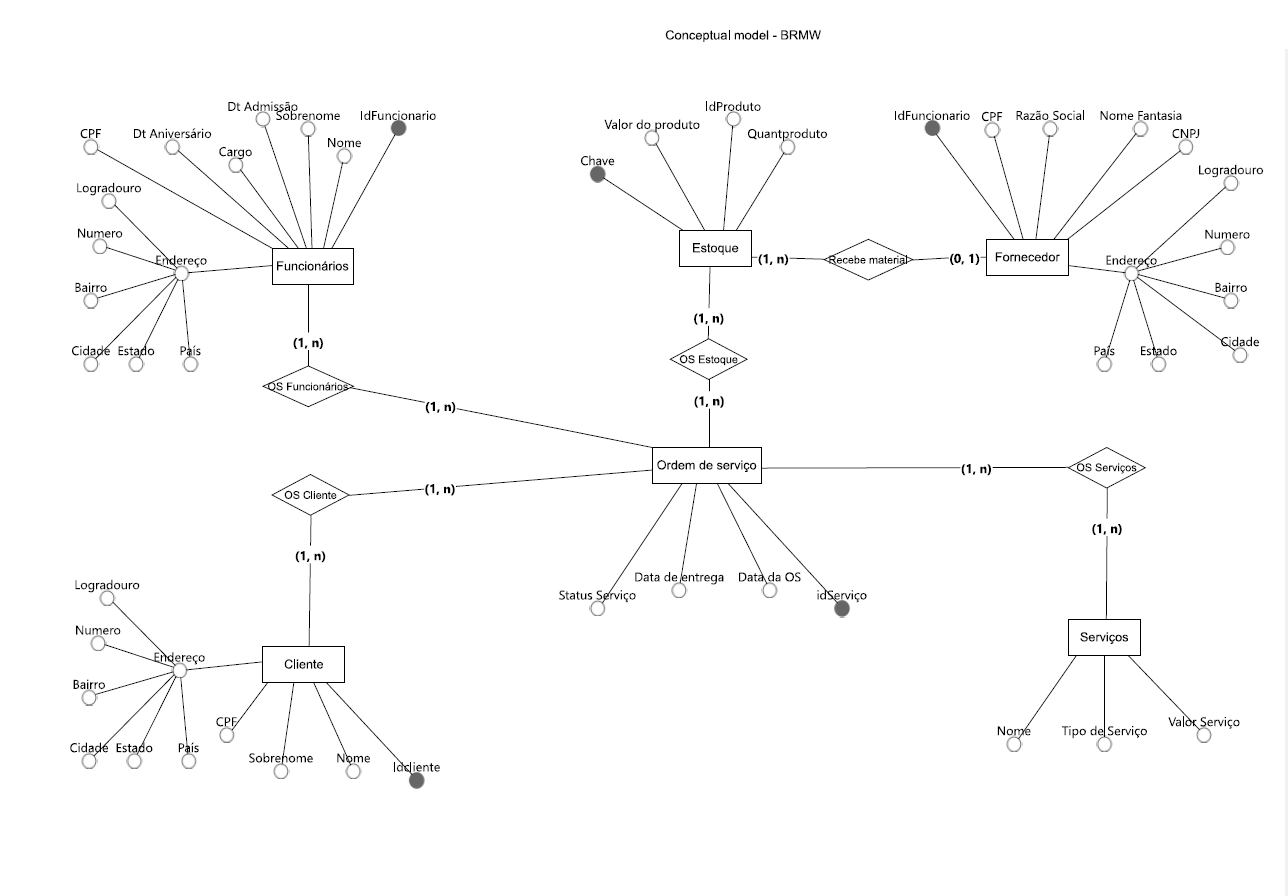 Conceptual model - BRMW
Dt Admissão
Sobrenome
IdFuncionario
CPF
Dt Aniversário
Cargo
Nome
Logradouro
Numero
Endereço
Bairro
Cidade
Estado
País
Funcionários
(1, n)
OS Funcionários
(1, n)
IdProduto
Valor do produto
Quantproduto
Chave
Estoque
(1, n)
Recebe material
(0, 1)
IdFuncionario
CPF
Razão Social
Nome Fantasia
CNPJ
Logradouro
Numero
Fornecedor
Endereço
Bairro
Cidade
País
Estado
(1, n)
OS Estoque
(1, n)
Ordem de serviço
(1, n)
OS Serviços
(1, n)
OS Cliente
(1, n)
(1, n)
Status Serviço
Data de entrega
Data da OS
idServiço
Logradouro
Numero
Endereço
Bairro
Cidade
Estado
País
Cliente
CPF
Sobrenome
Nome
Idcliente
Serviços
Nome
Tipo de Serviço
Valor Serviço